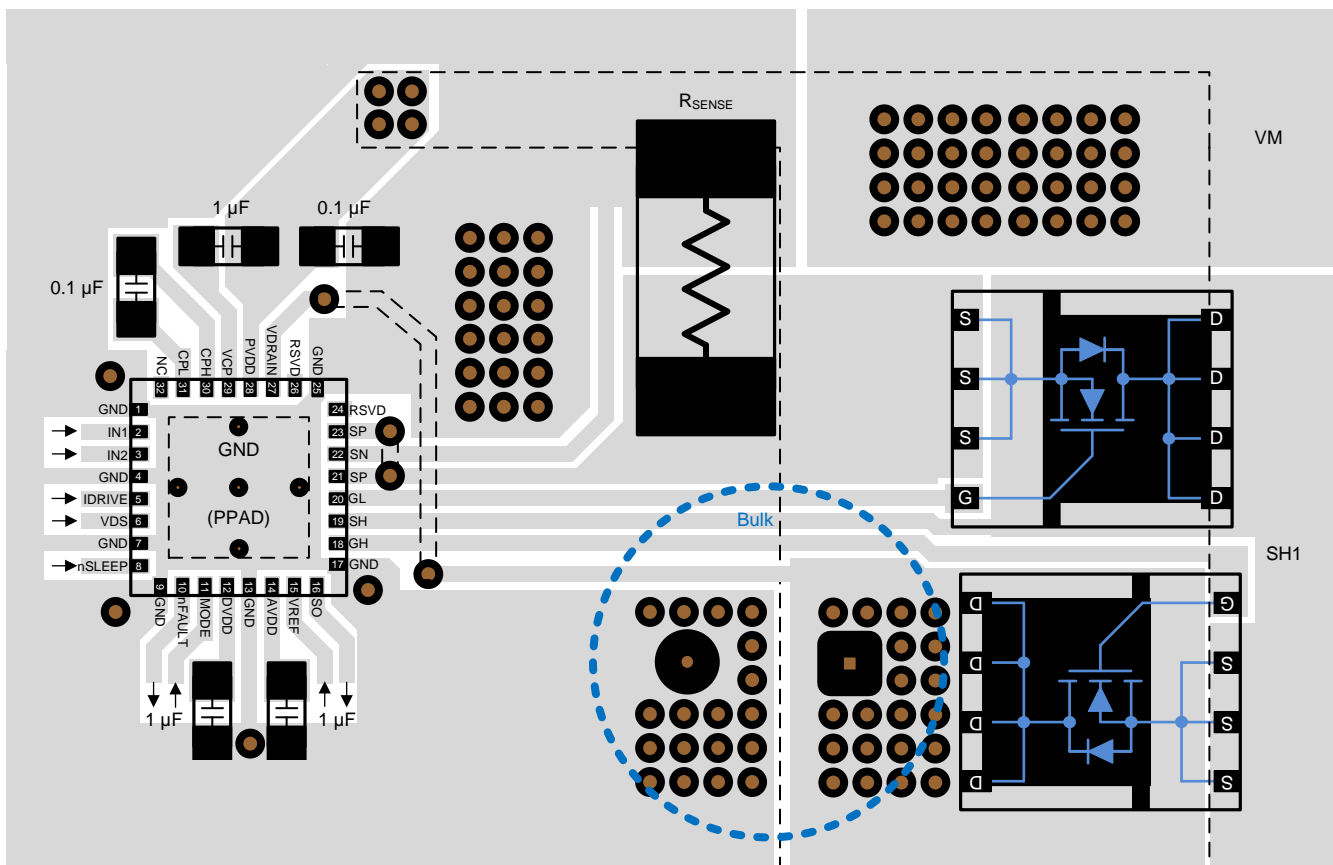 R_SENSE
VM
1 µF
0.1 µF
0.1 µF
NC
CPL
CPH
VCP
PVDD
VDRAIN
RSVD
GND
32
31
30
29
28
27
26
25
GND 1
IN1 2
IN2 3
GND 4
IDRIVE 5
VDS 6
GND 7
nSLEEP 8
GND
(PPAD)
24 RSVD
23 SP
22 SN
21 SP
20 GL
19 SH
18 GH
17 GND
9
10
11
12
13
14
15
16
GND
nFAULT
MODE
DVDD
GND
AVDD
VREF
SO
1 µF
1 µF
Bulk
S
S
S
G
D
D
D
D
SH1
D
D
D
D
G
S
S
S